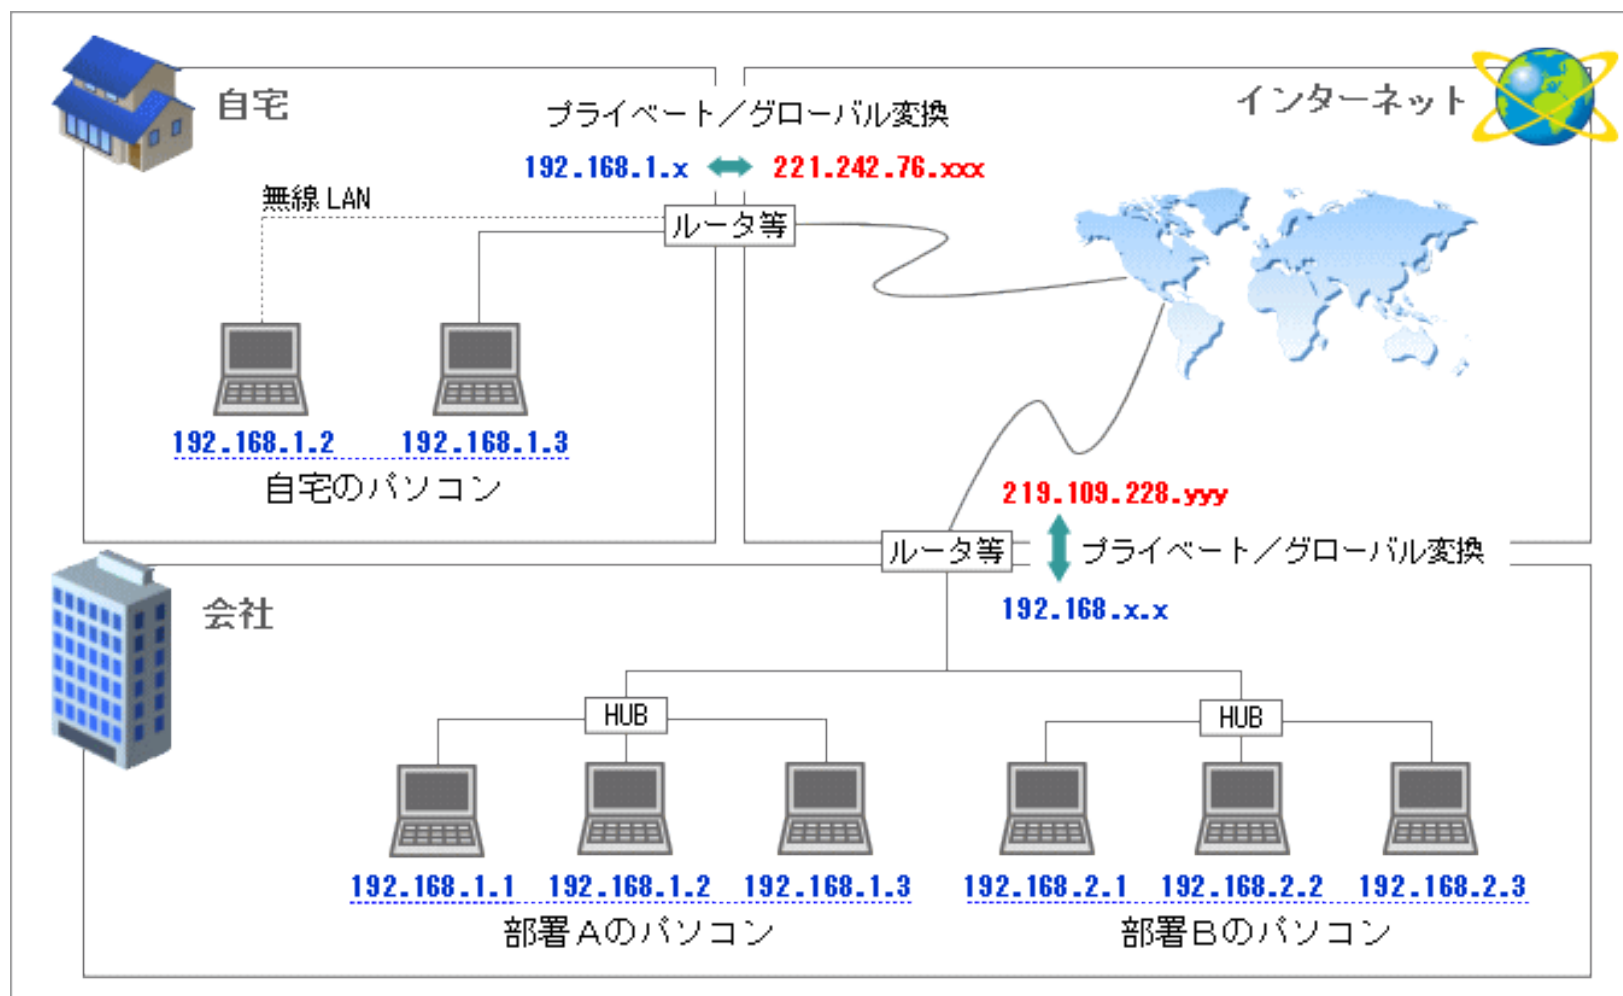 自宅
プライベート／グローバル変換
インターネット
192.168.1.x
221.242.76.xxx
無線 LAN
ルータ等
192.168.1.2
192.168.1.3
自宅のパソコン
219.109.228.yyy
ルータ等
プライベート／グローバル変換
192.168.x.x
会社
HUB
HUB
192.168.1.1
192.168.1.2
192.168.1.3
192.168.2.1
192.168.2.2
192.168.2.3
部署Ａのパソコン
部署Ｂのパソコン